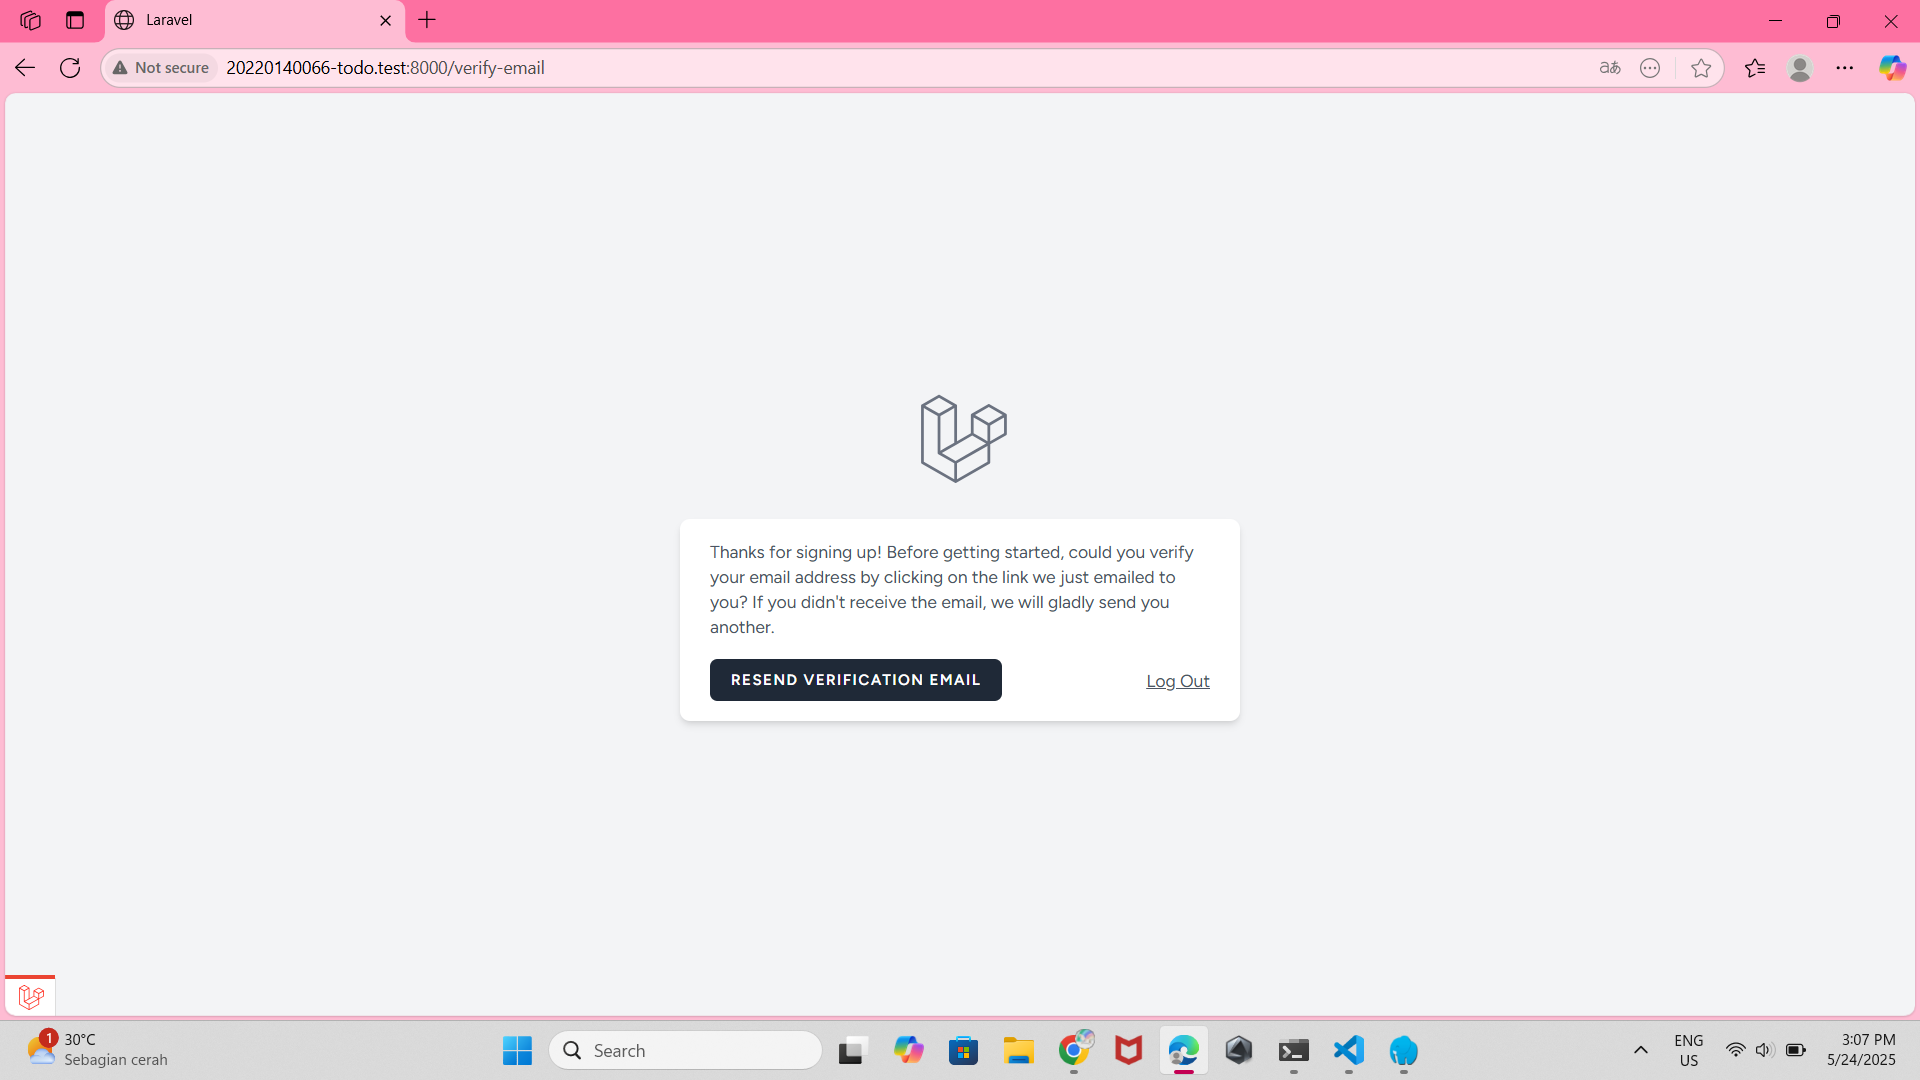 Laravel
Not secure
20220140066-todo.test:8000/verify-email
aあ
Thanks for signing up! Before getting started, could you verify
your email address by clicking on the link we just emailed to
you? If you didn't receive the email, we will gladly send you
another.
RESEND VERIFICATION EMAIL
Log Out
1
30°C
Sebagian cerah
Search
ENG
US
3:07 PM
5/24/2025